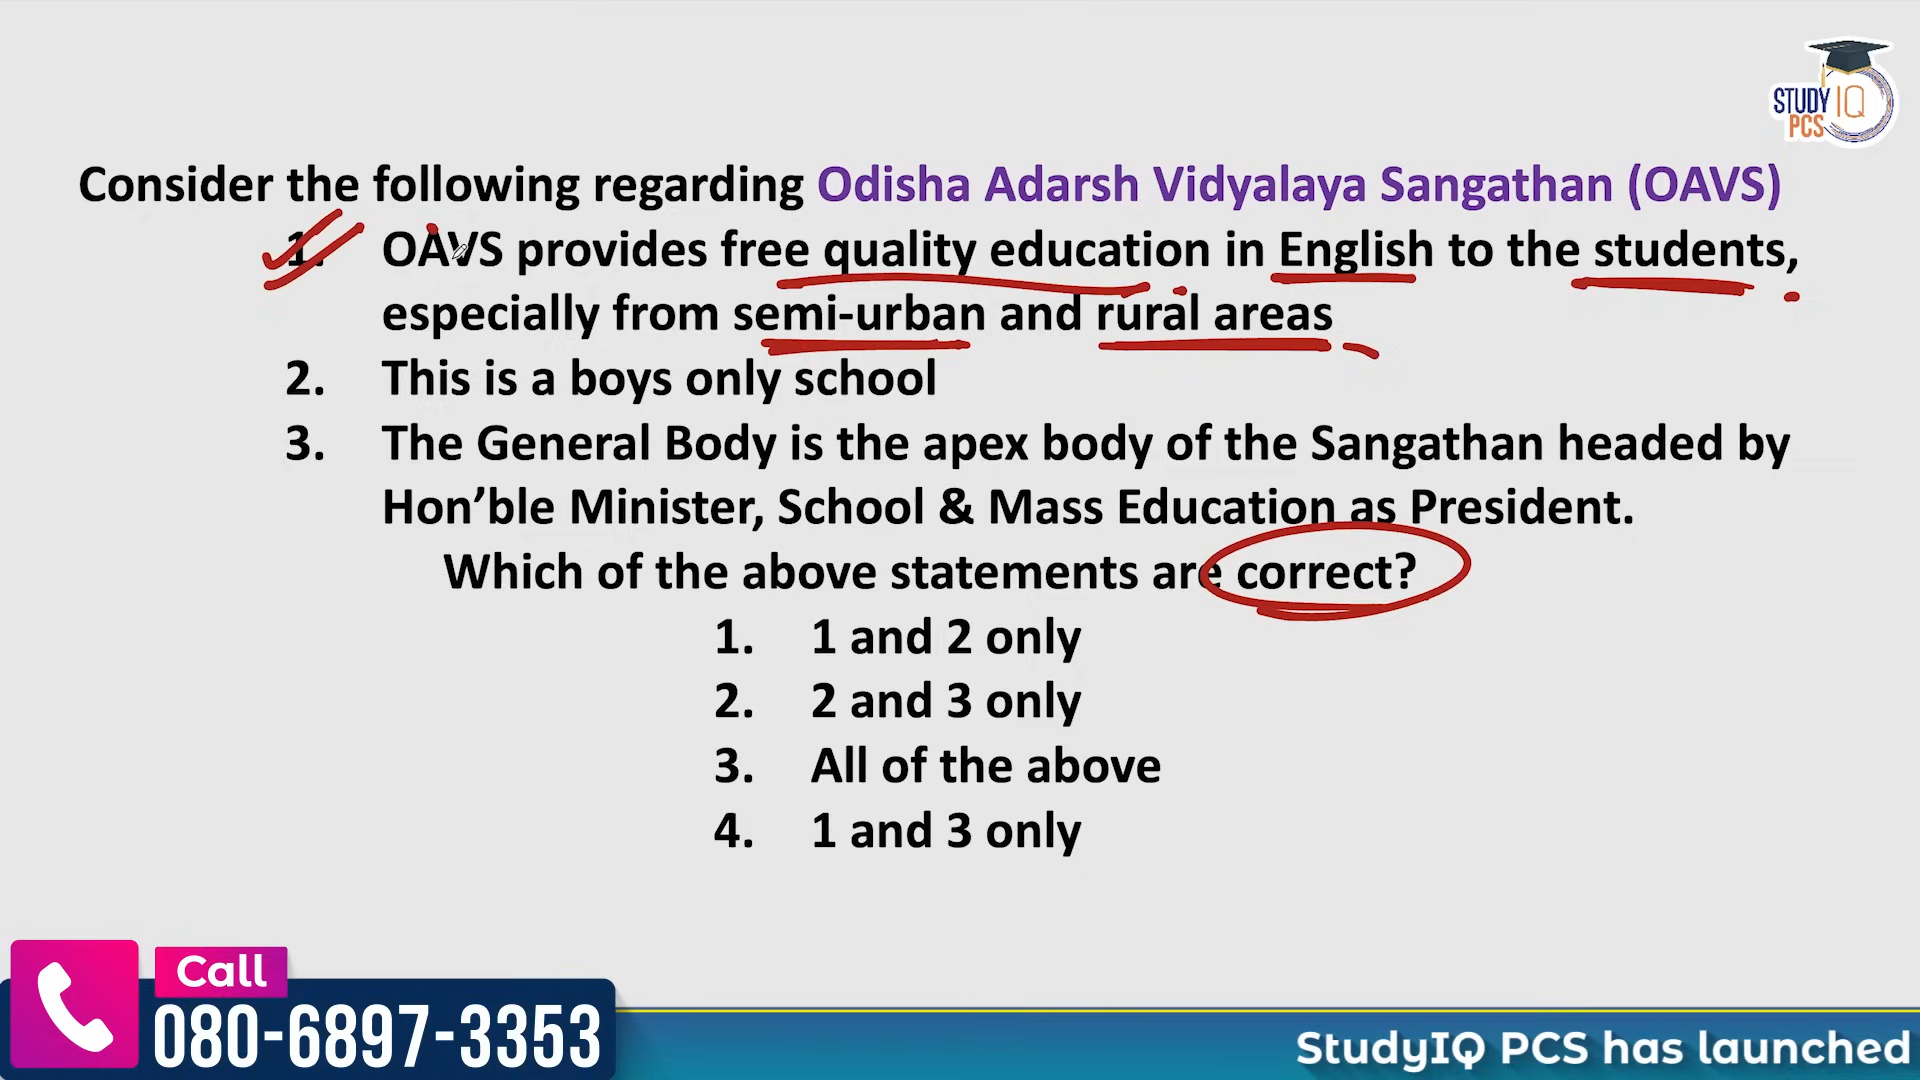 STUDY IQ
PCS
Consider the following regarding Odisha Adarsh Vidyalaya Sangathan (OAVS)
1. OAVS provides free quality education in English to the students,
especially from semi-urban and rural areas
2. This is a boys only school
3. The General Body is the apex body of the Sangathan headed by
Hon’ble Minister, School & Mass Education as President.
Which of the above statements are correct?
1. 1 and 2 only
2. 2 and 3 only
3. All of the above
4. 1 and 3 only
Call
080-6897-3353
StudyIQ PCS has launched